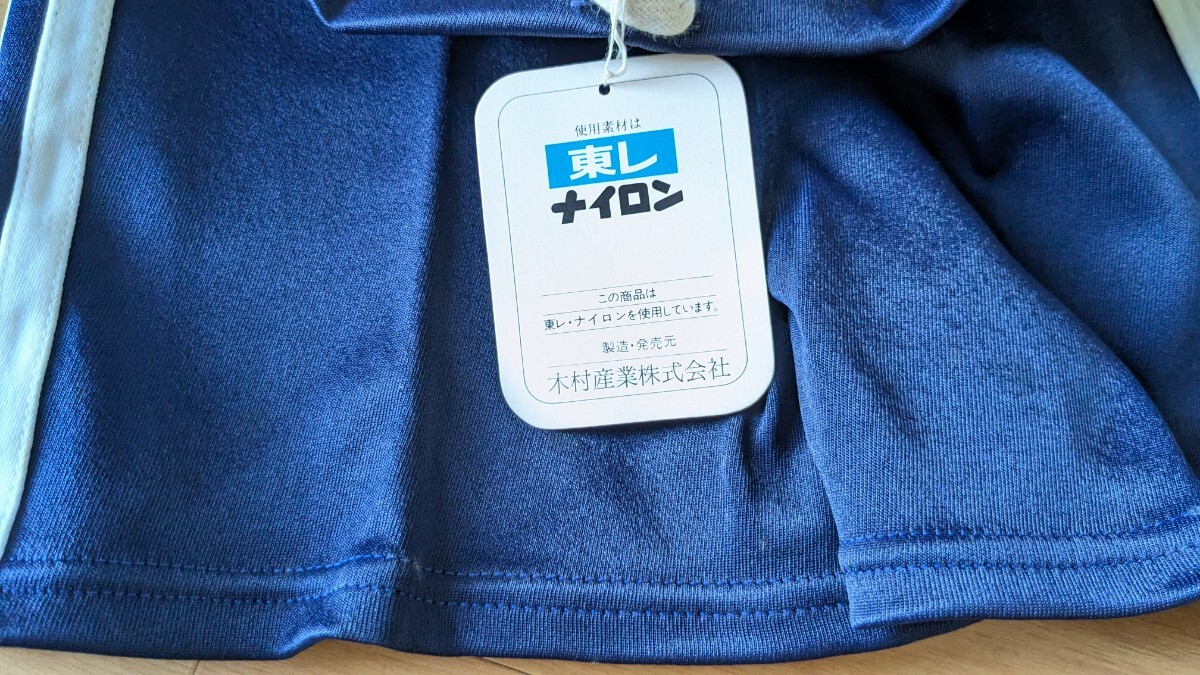 使用素材は
東レ
ナイロン
この商品は
東レ・ナイロンを使用しています。
製造・発売元
木村産業株式会社